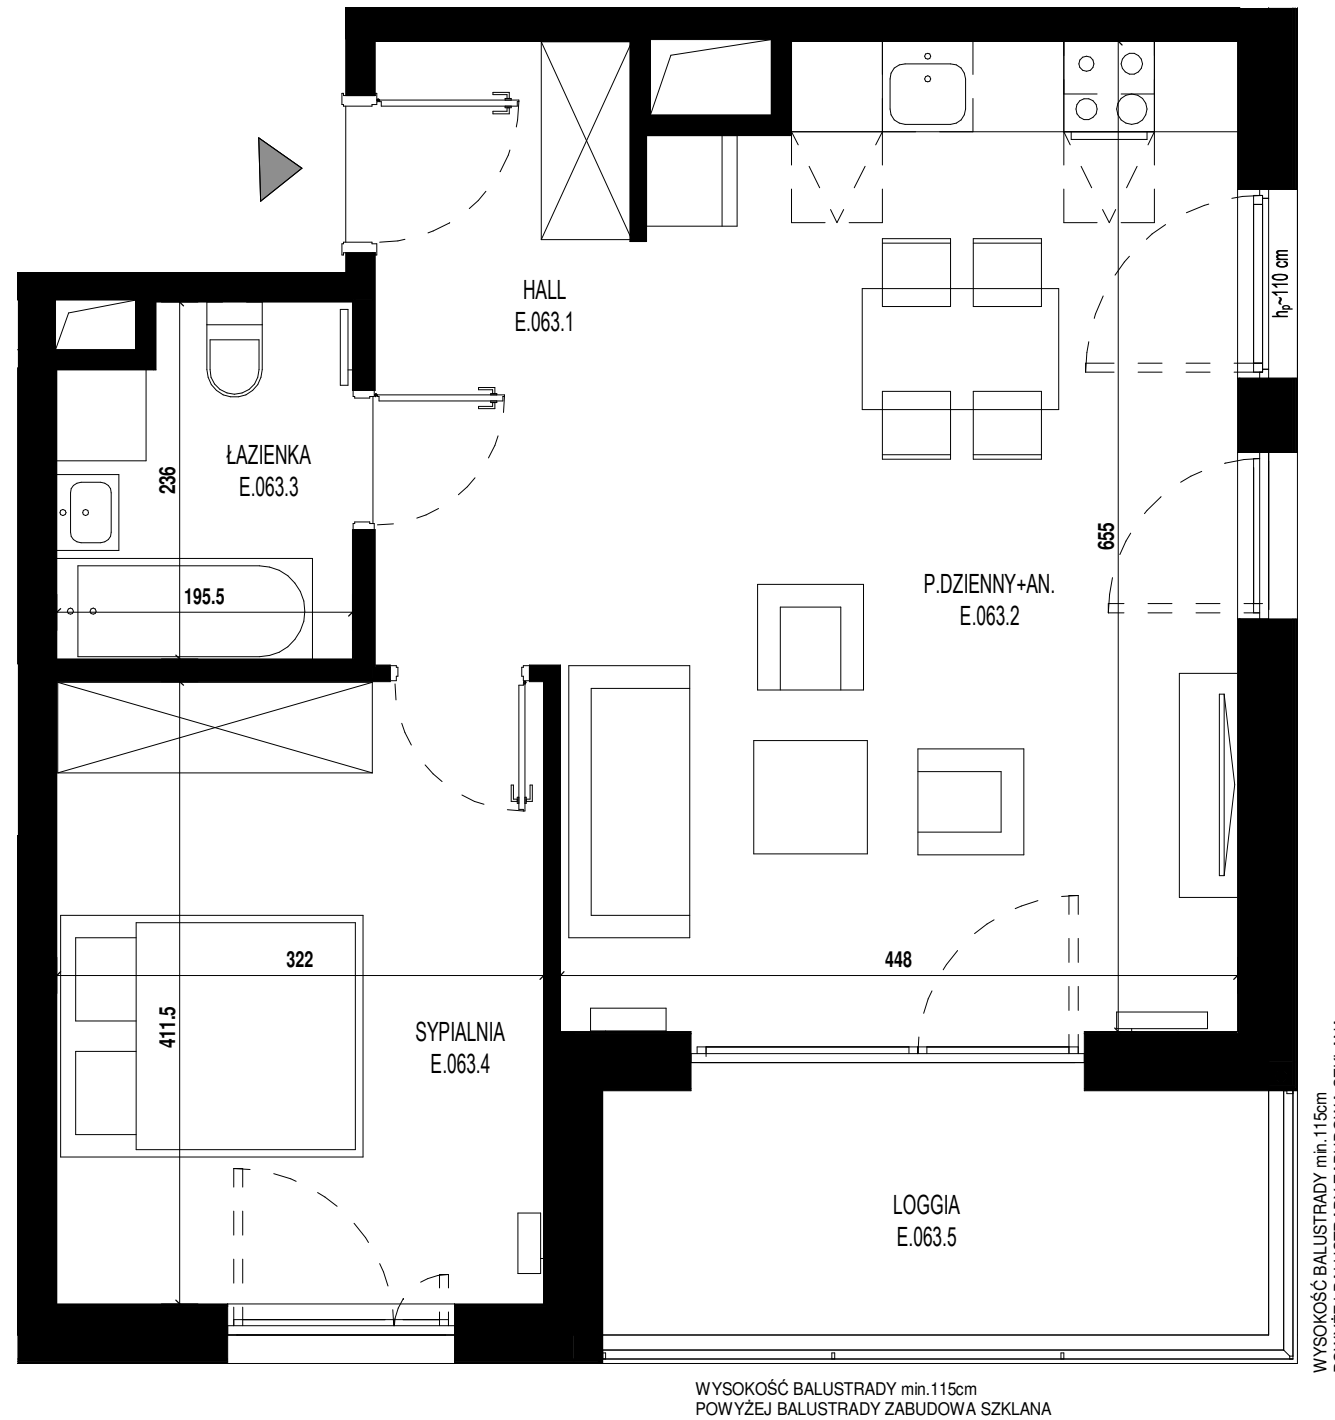 HALL
E.063.1
hp~110 cm
ŁAZIENKA
E.063.3
236
195.5
655
P.DZIENNY+AN.
E.063.2
322
448
411.5
SYPIALNIA
E.063.4
LOGGIA
E.063.5
WYSOKOŚĆ BALUSTRADY min.115cm
WYSOKOŚĆ BALUSTRADY min.115cm
POWYŻEJ BALUSTRADY ZABUDOWA SZKLANA